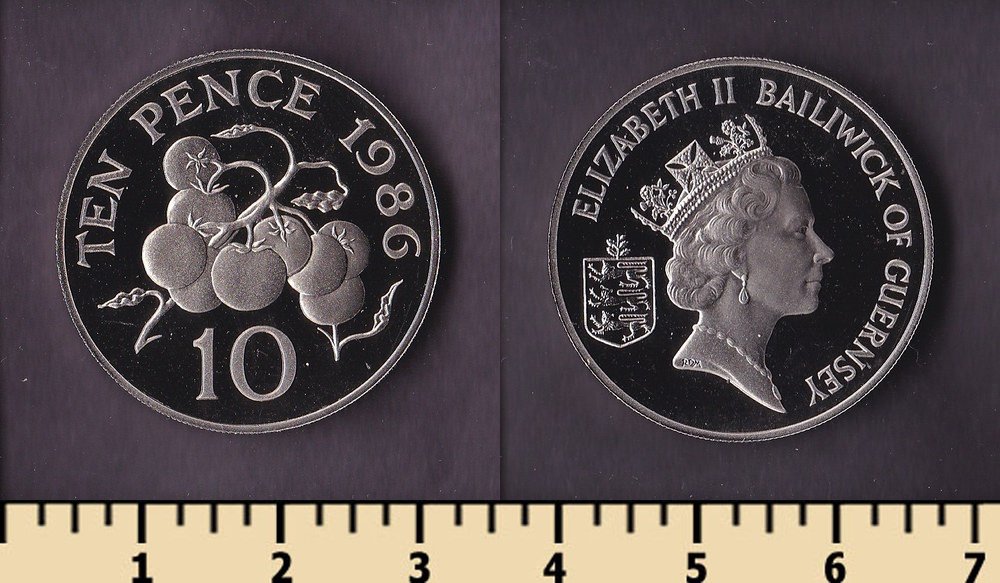 TEN PENCE 1986
10
ELIZABETH II BAILIWICK OF GUERNSEY
RDM
1 2 3 4 5 6 7